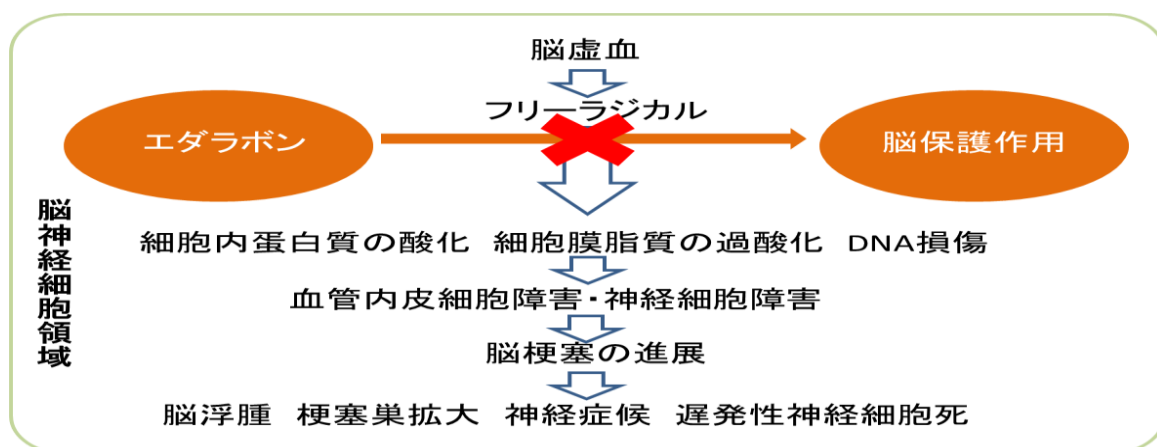 脳虚血
フリーラジカル
エダラボン
脳保護作用
脳神経細胞領域
細胞内蛋白質の酸化 細胞膜脂質の過酸化 DNA損傷
血管内皮細胞障害・神経細胞障害
脳梗塞の進展
脳浮腫 梗塞巣拡大 神経症候 遅発性神経細胞死